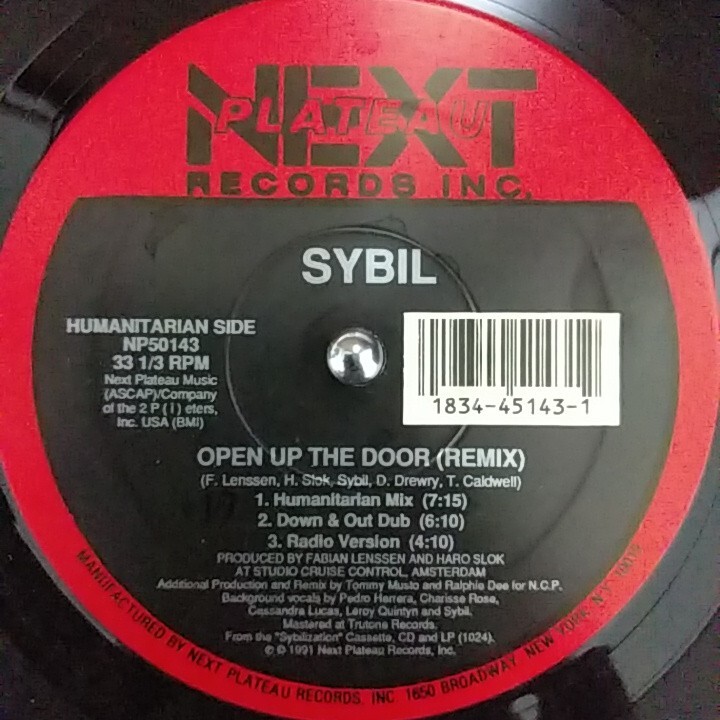 NEXT
PLATEAU
RECORDS INC.
SYBIL
HUMANITARIAN SIDE
NP50143
33 1/3 RPM
Next Plateau Music
(ASCAP)/Company
of the 2 P ( i ) eters,
Inc. USA (BMI)
1834-45143-1
OPEN UP THE DOOR (REMIX)
(F. Lenssen, H. Slok, Sybil, D. Drewry, T. Caldwell)
1. Humanitarian Mix (7:15)
2. Down & Out Dub (6:10)
3. Radio Version (4:10)
PRODUCED BY FABIAN LENSSEN AND HARO SLOK
AT STUDIO CRUISE CONTROL, AMSTERDAM
Additional Production and Remix by Tommy Musto and Ralphie Dee for N.C.P.
Background vocals by Pedro Herrera, Charisse Rosa,
Cassandra Lucas, Leroy Quintyn and Sybil.
Mastered at Trutone Records.
From the "Sybilization" Cassette, CD and LP (1024).
℗ © 1991 Next Plateau Records, Inc.
MANUFACTURED BY NEXT PLATEAU RECORDS, INC. 1650 BROADWAY, NEW YORK, N.Y. 10019